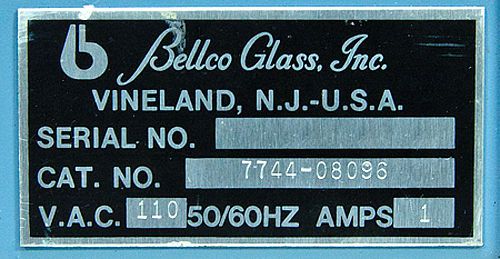 b Bellco Glass, Inc.
VINELAND, N.J.-U.S.A.
SERIAL NO.
CAT. NO. 7744-08096
V.A.C. 110 50/60HZ AMPS 1